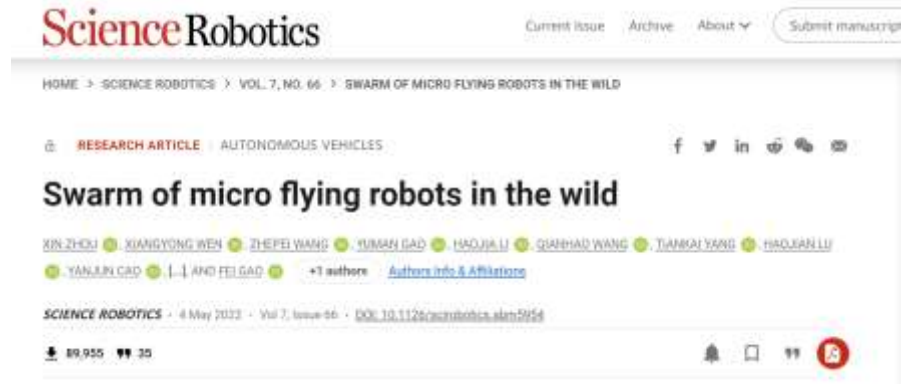 Science Robotics
Current Issue Archive About Submit manuscrip
HOME > SCIENCE ROBOTICS > VOL. 7, NO. 66 > SWARM OF MICRO FLYING ROBOTS IN THE WILD
RESEARCH ARTICLE AUTONOMOUS VEHICLES
Swarm of micro flying robots in the wild
XIN ZHOU, XIANGYONG WEN, ZHEPEI WANG, YUMAN GAO, HAOJIA LI, QIANHAO WANG, TIANKAI YANG, HAOJIAN LU
, YANJUN CAO, [...] AND FEI GAO +1 authors Authors Info & Affiliations
SCIENCE ROBOTICS · 4 May 2022 · Vol 7, Issue 66 · DOI: 10.1126/scirobotics.abm5954
89,955 35